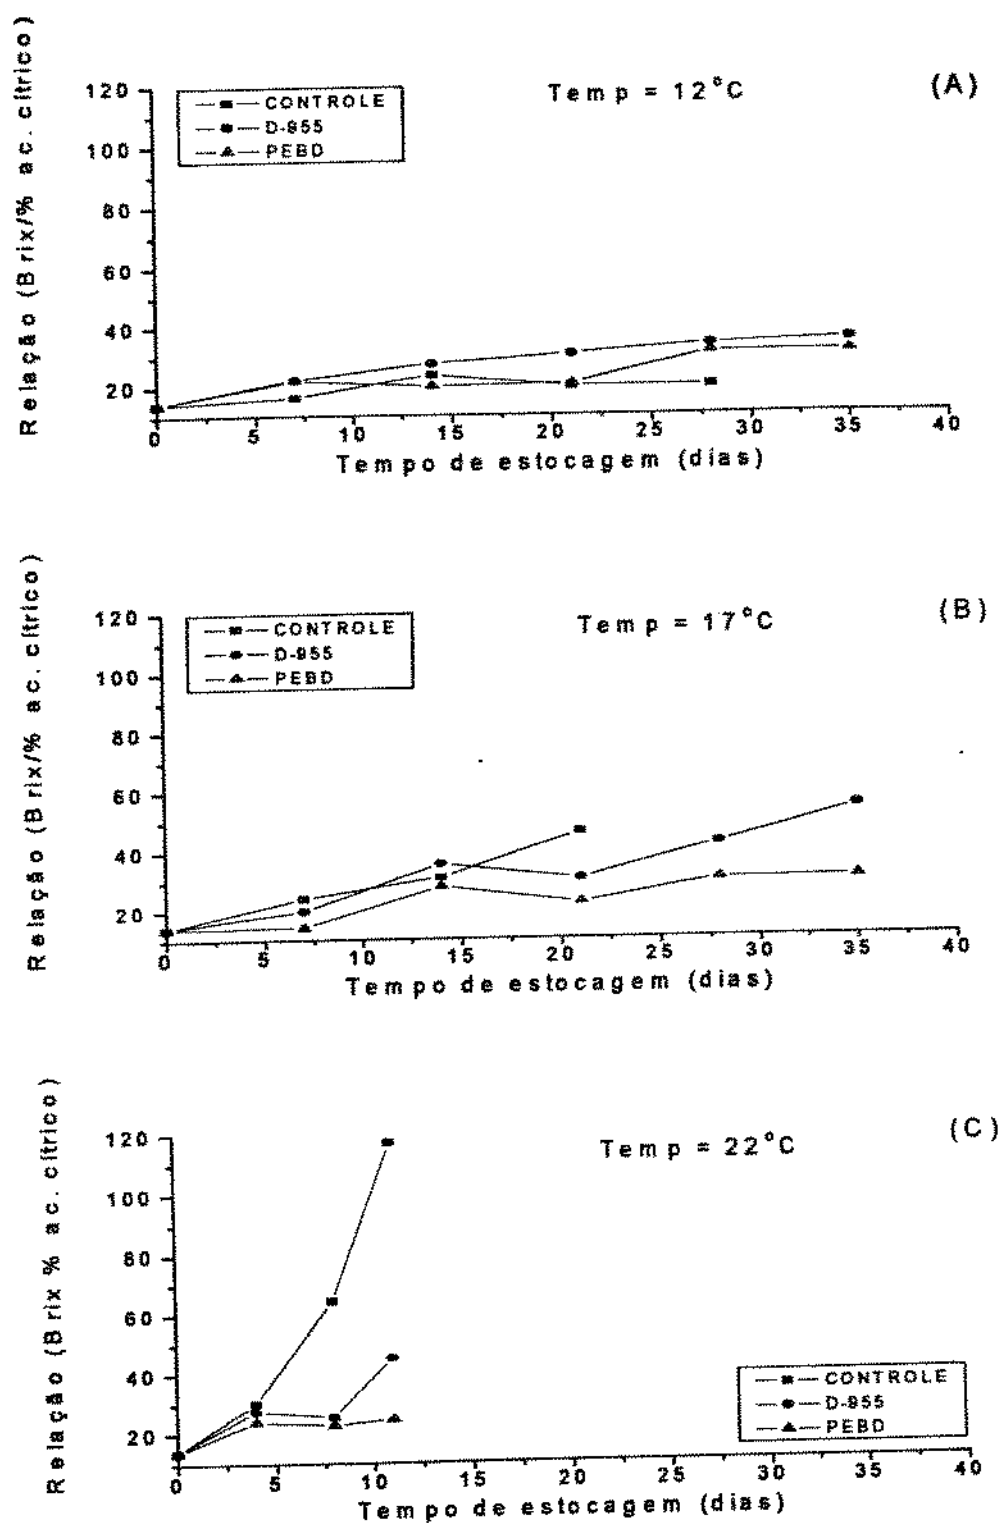 Relação (Brix/% ac. cítrico)
Temp = 12°C
(A)
CONTROLE
D-955
PEBD
120
100
80
60
40
20
0
5
10
15
20
25
30
35
40
Tempo de estocagem (dias)
Relação (Brix/% ac. cítrico)
Temp = 17°C
(B)
CONTROLE
D-955
PEBD
120
100
80
60
40
20
0
5
10
15
20
25
30
35
40
Tempo de estocagem (dias)
Relação (Brix % ac. cítrico)
Temp = 22°C
(C)
120
100
80
60
40
20
CONTROLE
D-955
PEBD
0
5
10
15
20
25
30
35
40
Tempo de estocagem (dias)